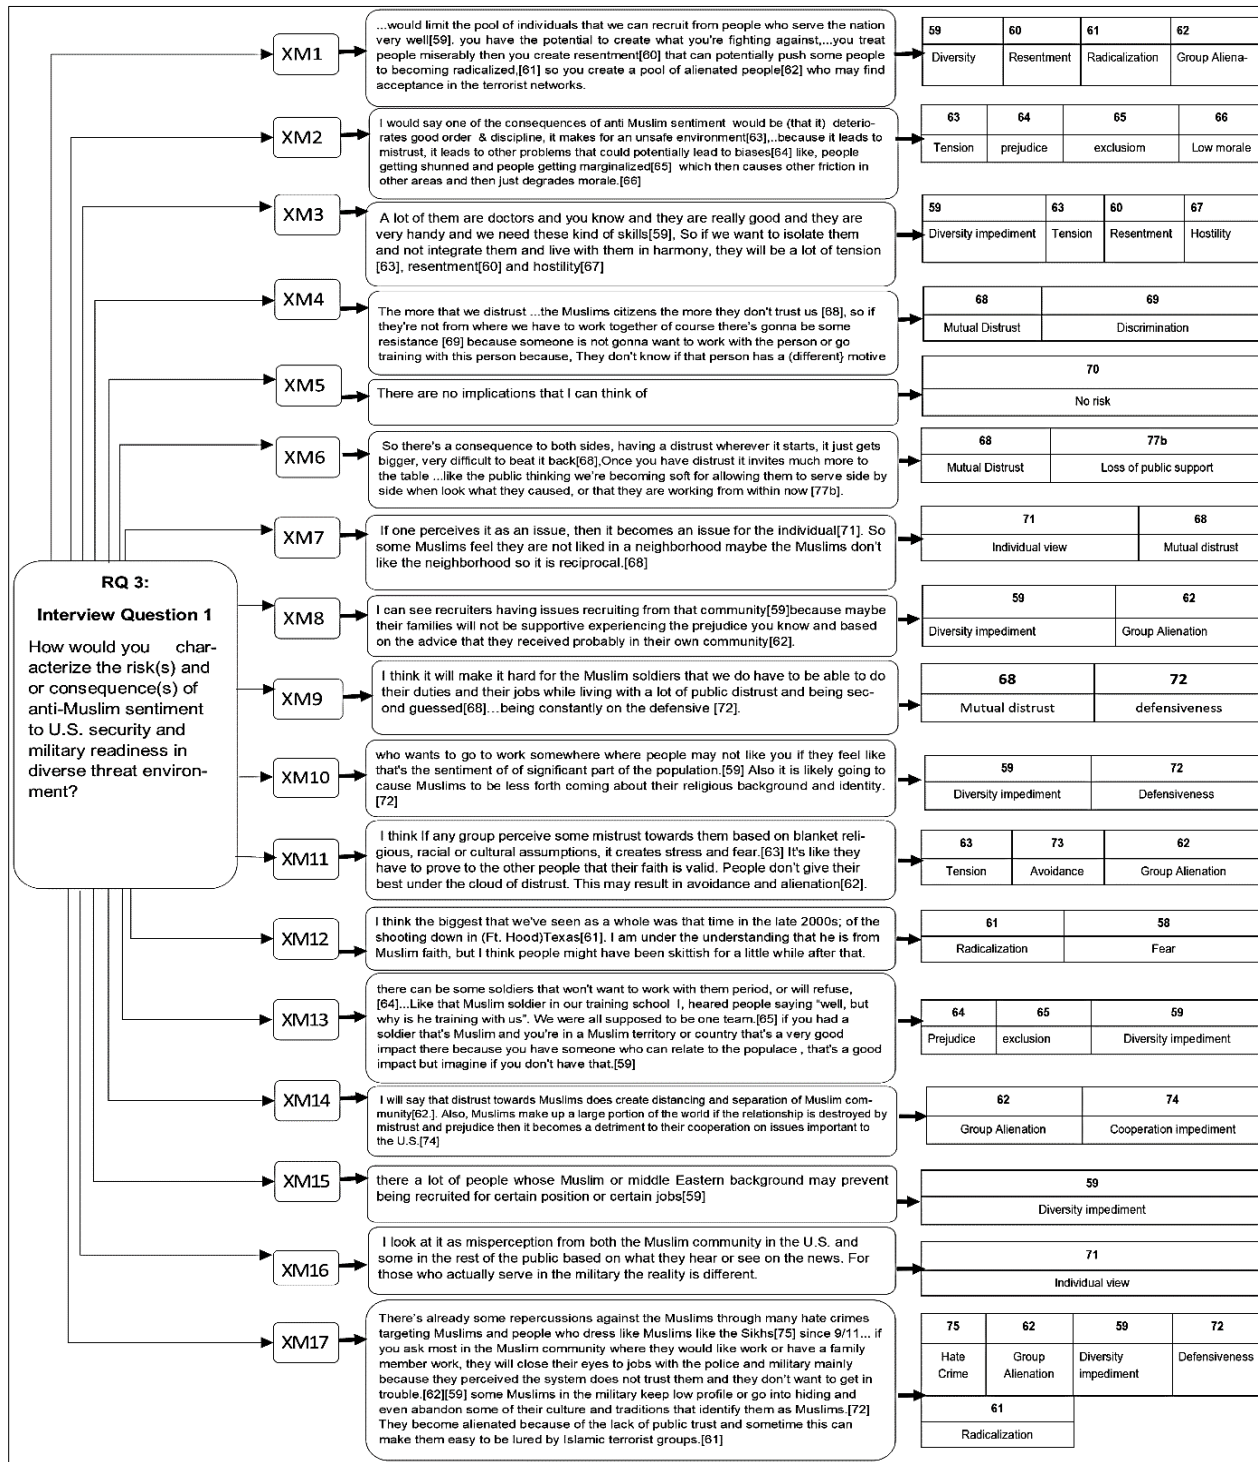 RQ 3:
Interview Question 1
How would you char-
acterize the risk(s) and
or consequence(s) of
anti-Muslim sentiment
to U.S. security and
military readiness in
diverse threat environ-
ment?
XM1
...would limit the pool of individuals that we can recruit from people who serve the nation
very well[59]. you have the potential to create what you're fighting against,...you treat
people miserably then you create resentment[60] that can potentially push some people
to becoming radicalized,[61] so you create a pool of alienated people[62] who may find
acceptance in the terrorist networks.
59 60 61 62
Diversity Resentment Radicalization Group Aliena-
XM2
I would say one of the consequences of anti Muslim sentiment would be (that it) deterio-
rates good order & discipline, it makes for an unsafe environment[63],..because it leads to
mistrust, it leads to other problems that could potentially lead to biases[64] like, people
getting shunned and people getting marginalized[65] which then causes other friction in
other areas and then just degrades morale.[66]
63 64 65 66
Tension prejudice exclusiom Low morale
XM3
A lot of them are doctors and you know and they are really good and they are
very handy and we need these kind of skills[59], So if we want to isolate them
and not integrate them and live with them in harmony, they will be a lot of tension
[63], resentment[60] and hostility[67]
59 63 60 67
Diversity impediment Tension Resentment Hostility
XM4
The more that we distrust ...the Muslims citizens the more they don't trust us [68], so if
they're not from where we have to work together of course there's gonna be some
resistance [69] because someone is not gonna want to work with the person or go
training with this person because, They don't know if that person has a (different} motive
68 69
Mutual Distrust Discrimination
XM5
There are no implications that I can think of
70
No risk
XM6
So there's a consequence to both sides, having a distrust wherever it starts, it just gets
bigger, very difficult to beat it back[68],Once you have distrust it invites much more to
the table ...like the public thinking we're becoming soft for allowing them to serve side by
side when look what they caused, or that they are working from within now [77b].
68 77b
Mutual Distrust Loss of public support
XM7
If one perceives it as an issue, then it becomes an issue for the individual[71]. So
some Muslims feel they are not liked in a neighborhood maybe the Muslims don't
like the neighborhood so it is reciprocal.[68]
71 68
Individual view Mutual distrust
XM8
I can see recruiters having issues recruiting from that community[59]because maybe
their families will not be supportive experiencing the prejudice you know and based
on the advice that they received probably in their own community[62].
59 62
Diversity impediment Group Alienation
XM9
I think it will make it hard for the Muslim soldiers that we do have to be able to do
their duties and their jobs while living with a lot of public distrust and being sec-
ond guessed[68]...being constantly on the defensive [72].
68 72
Mutual distrust defensiveness
XM10
who wants to go to work somewhere where people may not like you if they feel like
that's the sentiment of of significant part of the population.[59] Also it is likely going to
cause Muslims to be less forth coming about their religious background and identity.
[72]
59 72
Diversity impediment Defensiveness
XM11
I think If any group perceive some mistrust towards them based on blanket reli-
gious, racial or cultural assumptions, it creates stress and fear.[63] It's like they
have to prove to the other people that their faith is valid. People don't give their
best under the cloud of distrust. This may result in avoidance and alienation[62].
63 73 62
Tension Avoidance Group Alienation
XM12
I think the biggest that we've seen as a whole was that time in the late 2000s; of the
shooting down in (Ft. Hood)Texas[61]. I am under the understanding that he is from
Muslim faith, but I think people might have been skittish for a little while after that.
61 58
Radicalization Fear
XM13
there can be some soldiers that won't want to work with them period, or will refuse,
[64]...Like that Muslim soldier in our training school I, heared people saying "well, but
why is he training with us". We were all supposed to be one team.[65] if you had a
soldier that's Muslim and you're in a Muslim territory or country that's a very good
impact there because you have someone who can relate to the populace , that's a good
impact but imagine if you don't have that.[59]
64 65 59
Prejudice exclusion Diversity impediment
XM14
I will say that distrust towards Muslims does create distancing and separation of Muslim com-
munity[62.]. Also, Muslims make up a large portion of the world if the relationship is destroyed by
mistrust and prejudice then it becomes a detriment to their cooperation on issues important to
the U.S.[74]
62 74
Group Alienation Cooperation impediment
XM15
there a lot of people whose Muslim or middle Eastern background may prevent
being recruited for certain position or certain jobs[59]
59
Diversity impediment
XM16
I look at it as misperception from both the Muslim community in the U.S. and
some in the rest of the public based on what they hear or see on the news. For
those who actually serve in the military the reality is different.
71
Individual view
XM17
There's already some repercussions against the Muslims through many hate crimes
targeting Muslims and people who dress like Muslims like the Sikhs[75] since 9/11... if
you ask most in the Muslim community where they would like work or have a family
member work, they will close their eyes to jobs with the police and military mainly
because they perceived the system does not trust them and they don't want to get in
trouble.[62][59] some Muslims in the military keep low profile or go into hiding and
even abandon some of their culture and traditions that identify them as Muslims.[72]
They become alienated because of the lack of public trust and sometime this can
make them easy to be lured by Islamic terrorist groups.[61]
75 62 59 72
Hate Group Diversity Defensiveness
Crime Alienation impediment
61
Radicalization